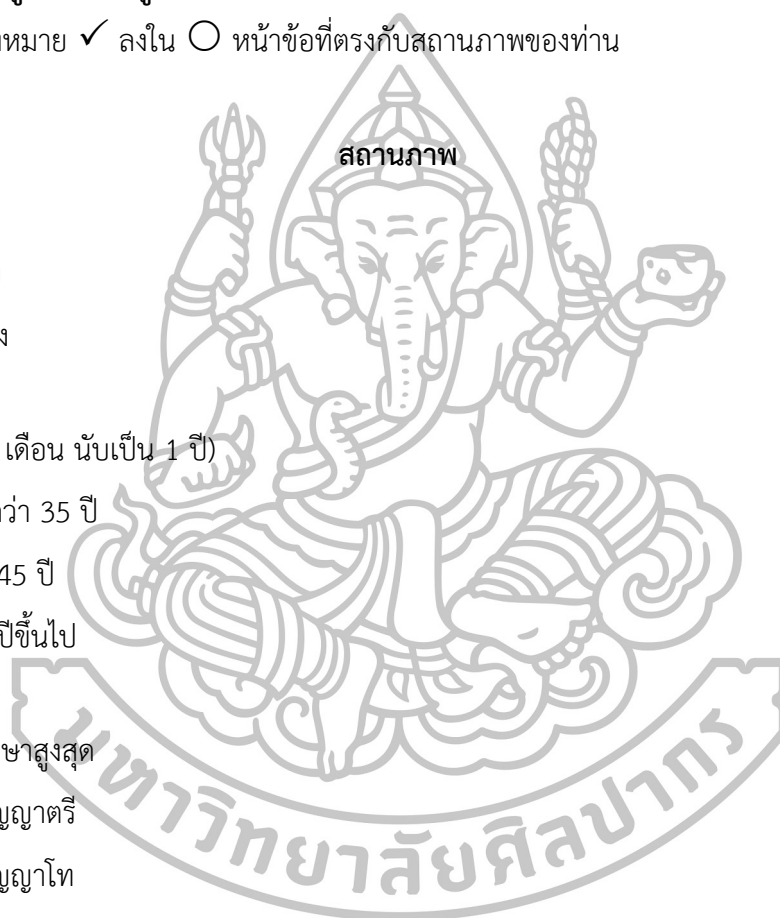 หมาย ✓ ลงใน ○ หน้าข้อที่ตรงกับสถานภาพของท่าน
สถานภาพ
เดือน นับเป็น 1 ปี)
ว่า 35 ปี
45 ปี
ปีขึ้นไป
ษาสูงสุด
ญญาตรี
ญญาโท
มหาวิทยาลัยศิลปากร